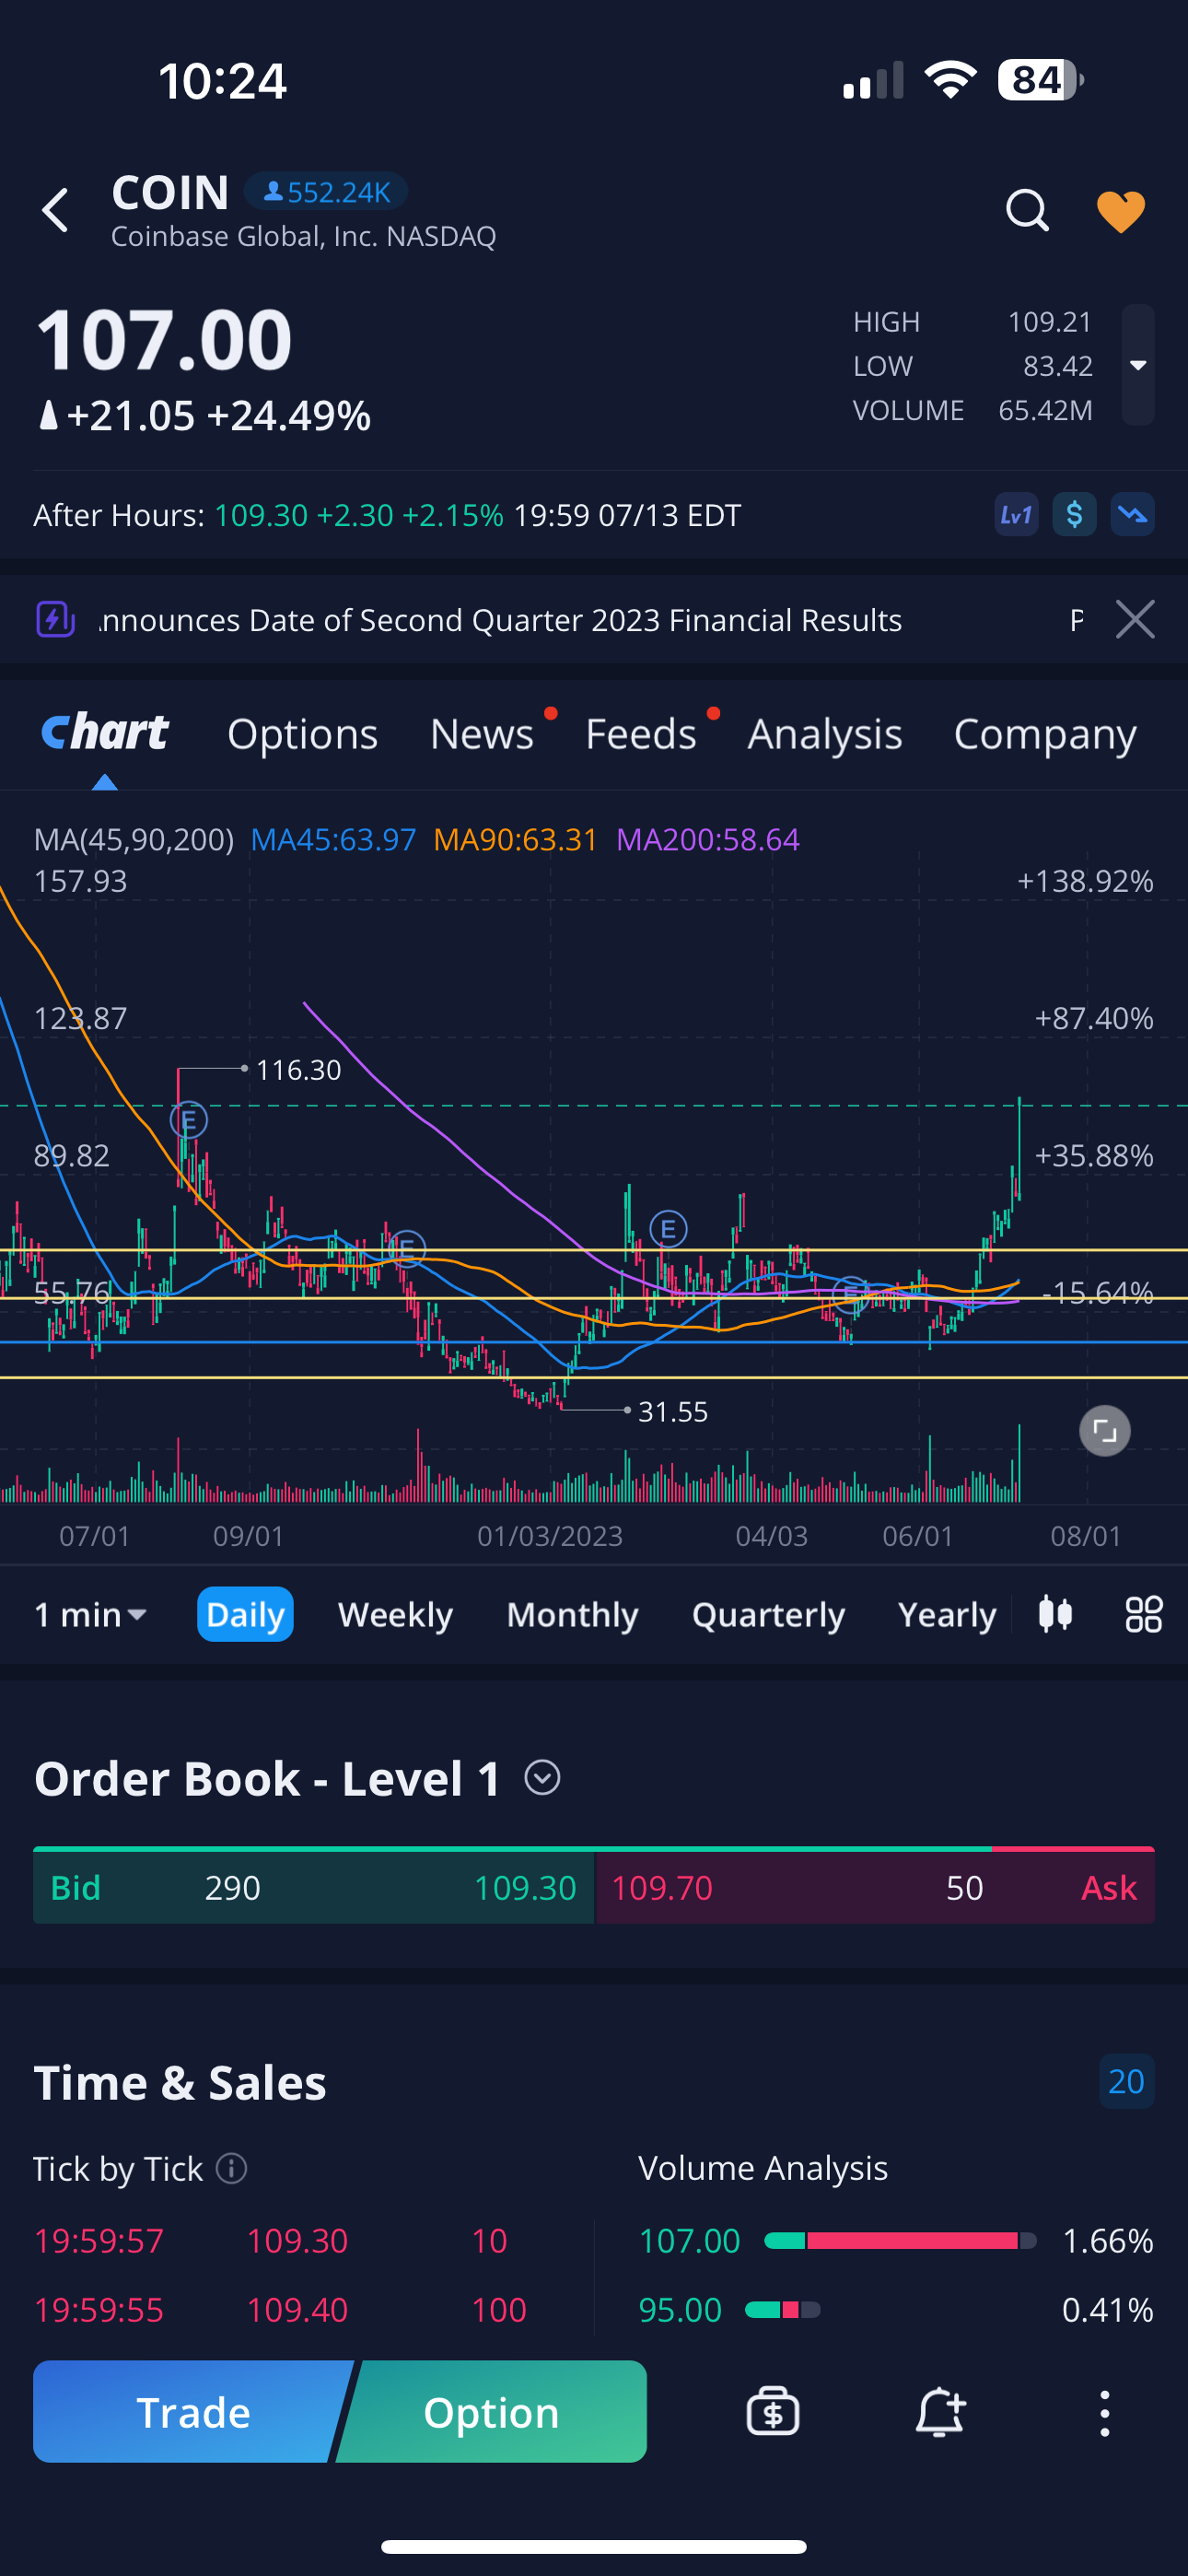 10:24
84
COIN 552.24K
Coinbase Global, Inc. NASDAQ
107.00
+21.05 +24.49%
HIGH 109.21
LOW 83.42
VOLUME 65.42M
After Hours: 109.30 +2.30 +2.15% 19:59 07/13 EDT
Lv1 $
nnounces Date of Second Quarter 2023 Financial Results P
Chart Options News Feeds Analysis Company
MA(45,90,200) MA45:63.97 MA90:63.31 MA200:58.64
157.93 +138.92%
123.87 +87.40%
116.30
E
89.82 +35.88%
E
E
55.76 E -15.64%
31.55
07/01 09/01 01/03/2023 04/03 06/01 08/01
1 min Daily Weekly Monthly Quarterly Yearly
Order Book - Level 1
Bid 290 109.30 109.70 50 Ask
Time & Sales 20
Tick by Tick Volume Analysis
19:59:57 109.30 10 107.00 1.66%
19:59:55 109.40 100 95.00 0.41%
Trade Option $